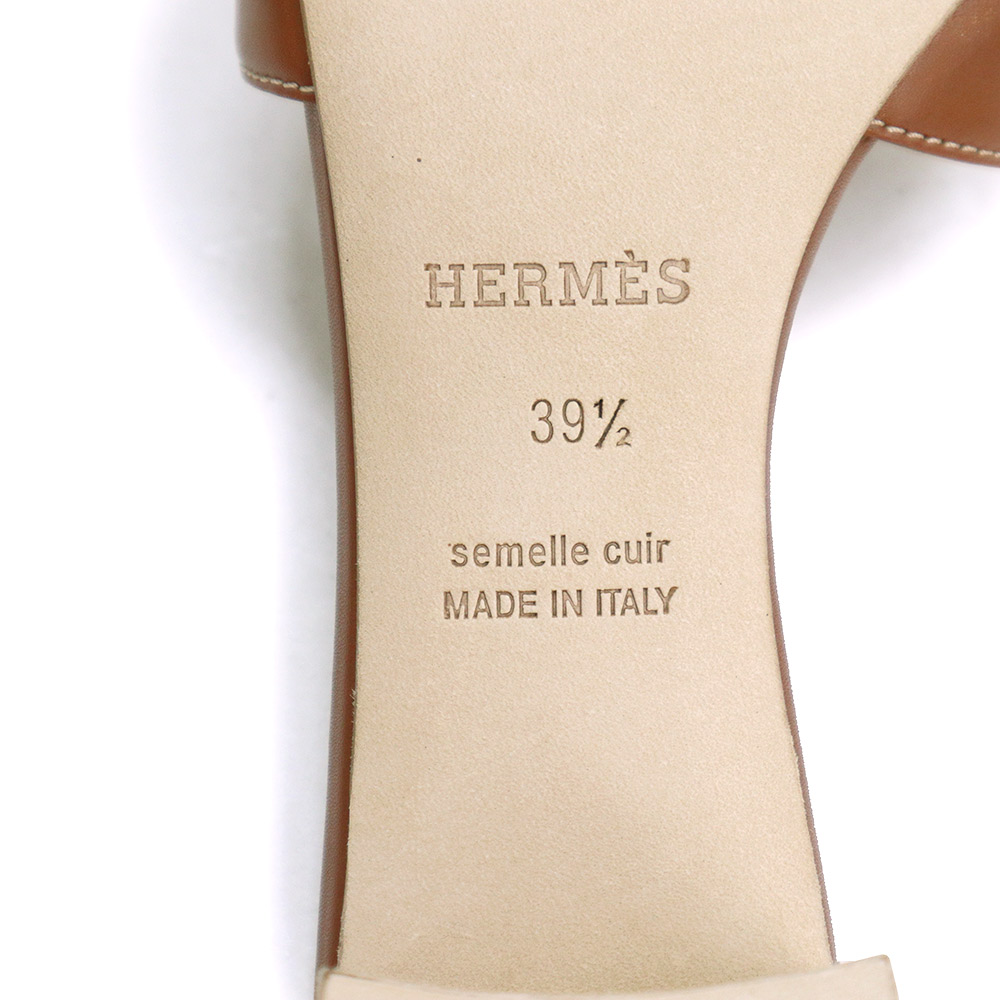 HERMÈS
39½
semelle cuir
MADE IN ITALY